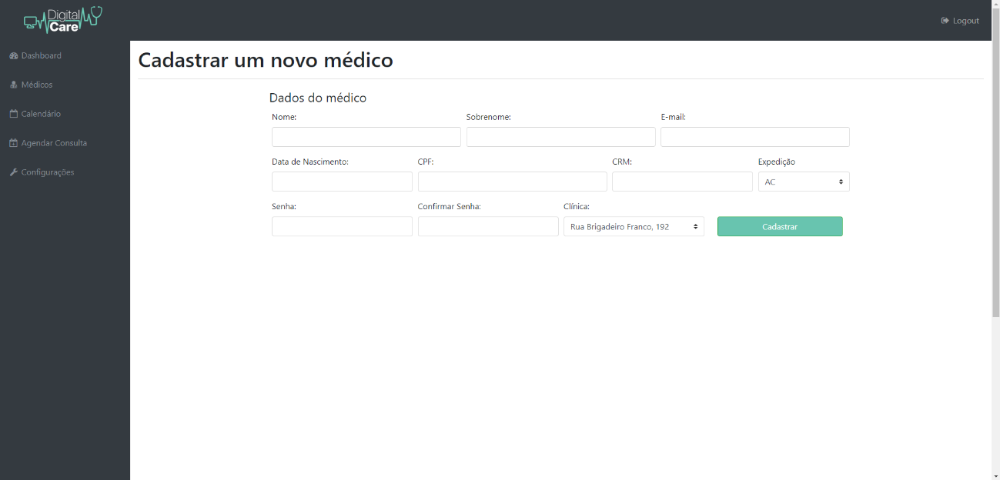 Digital
Care
Logout
Dashboard
Médicos
Calendário
Agendar Consulta
Configurações
Cadastrar um novo médico
Dados do médico
Nome: Sobrenome: E-mail:
Data de Nascimento: CPF: CRM: Expedição
AC
Senha: Confirmar Senha: Clínica:
Rua Brigadeiro Franco, 192 Cadastrar